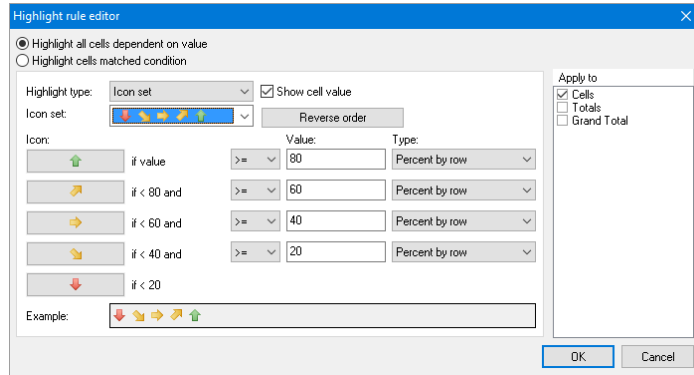 Highlight rule editor
Highlight all cells dependent on value
Highlight cells matched condition
Highlight type: Icon set Show cell value
Icon set: Reverse order
Icon: Value: Type:
if value >= 80 Percent by row
if < 80 and >= 60 Percent by row
if < 60 and >= 40 Percent by row
if < 40 and >= 20 Percent by row
if < 20
Example:
Apply to
Cells
Totals
Grand Total
OK Cancel